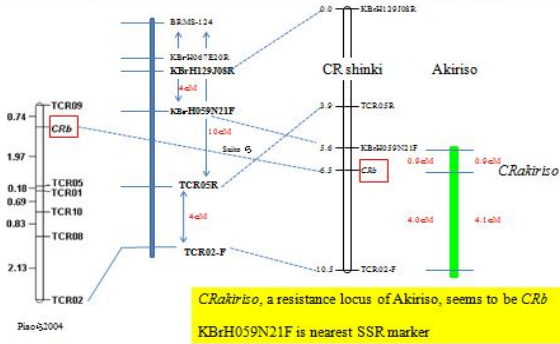 BRMS-124
KBrH067E20R
KBrH129J08R
4cM
KBrH059N21F
10cM
TCR05R
4cM
TCR02-F
TCR09
0.74
CRb
1.97
TCR05
0.18
TCR01
0.69
TCR10
0.83
TCR08
2.13
TCR02
0.0
KBrH129J08R
CR shinki
3.9
TCR05R
5.6
KBrH059N21F
6.5
CRb
10.5
TCR02-F
Akiriso
0.9cM
0.9cM
CRakiriso
4.0cM
4.1cM
CRakiriso, a resistance locus of Akiriso, seems to be CRb
KBrH059N21F is nearest SSR marker